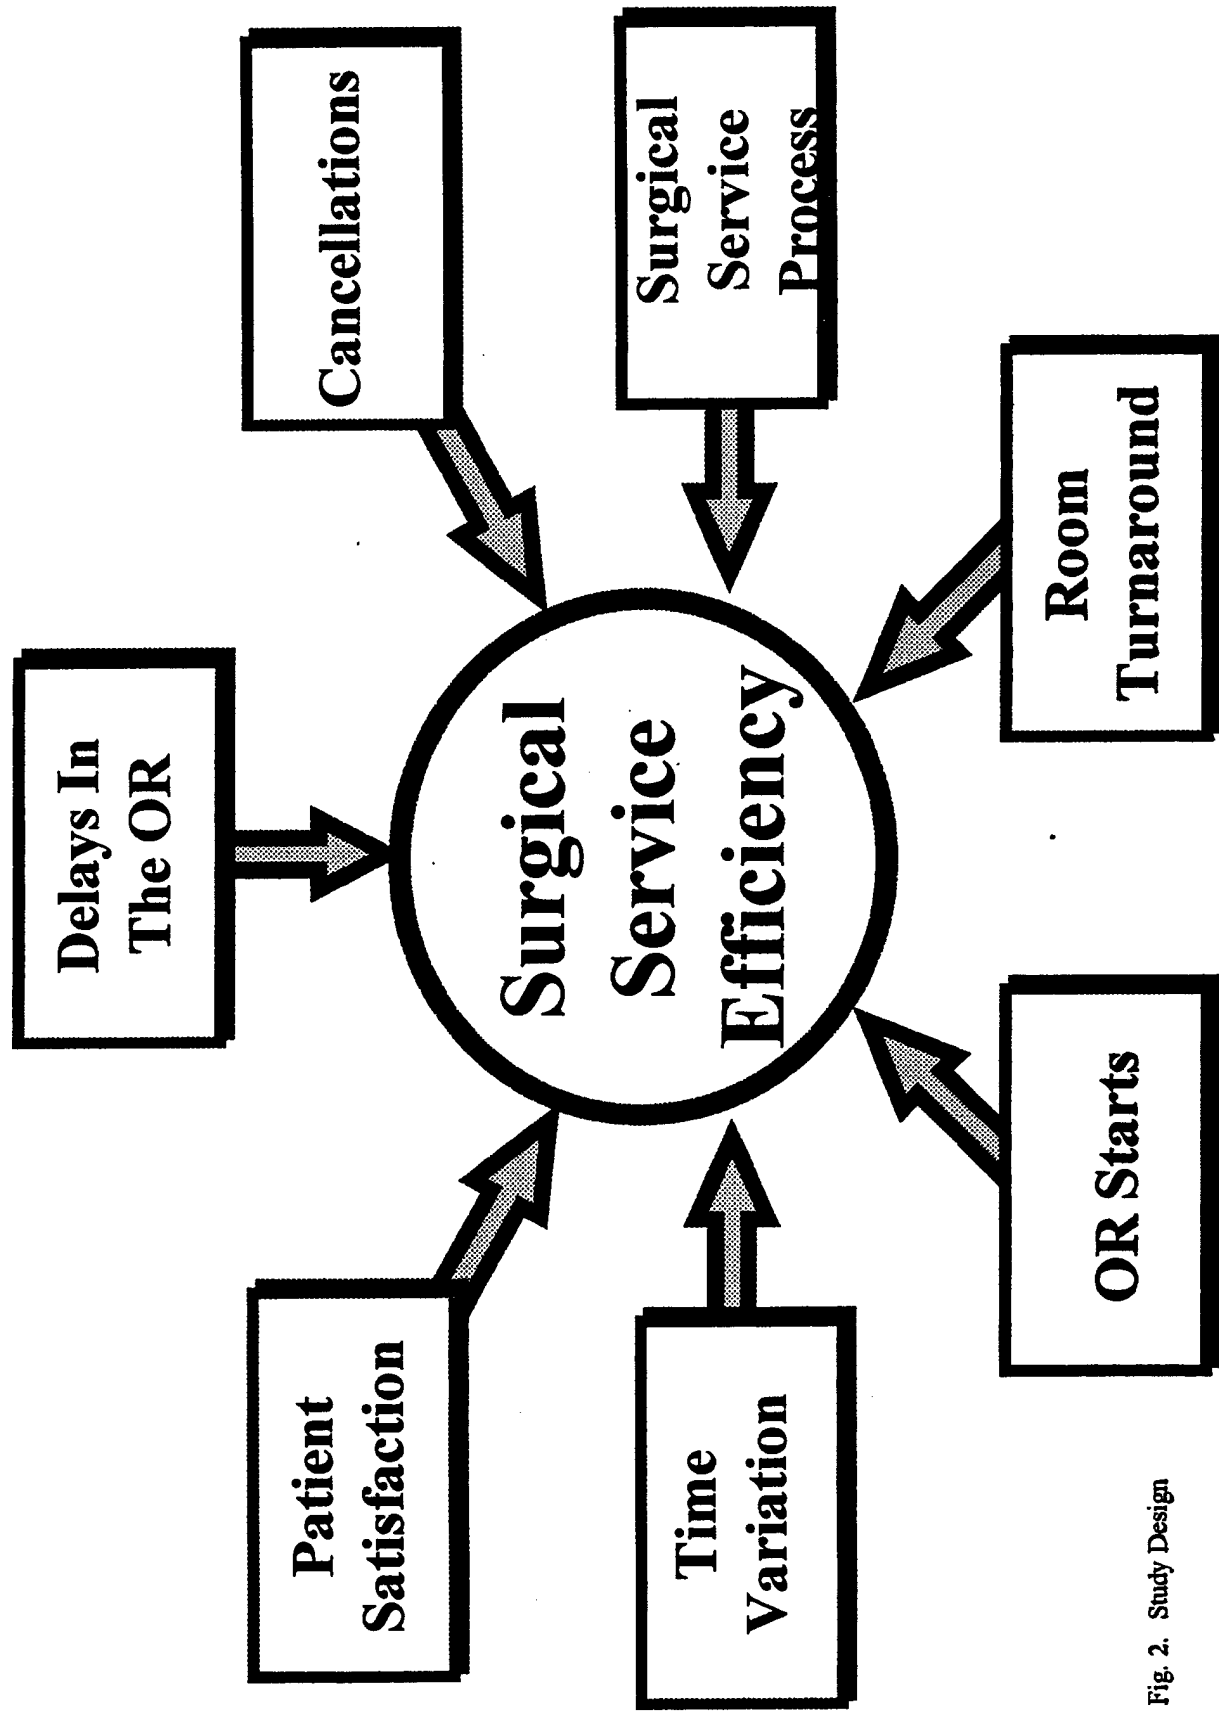 Delays In
The OR
Patient
Satisfaction
Cancellations
Surgical
Service
Efficiency
Time
Variation
Surgical
Service
Process
OR Starts
Room
Turnaround
Fig. 2. Study Design